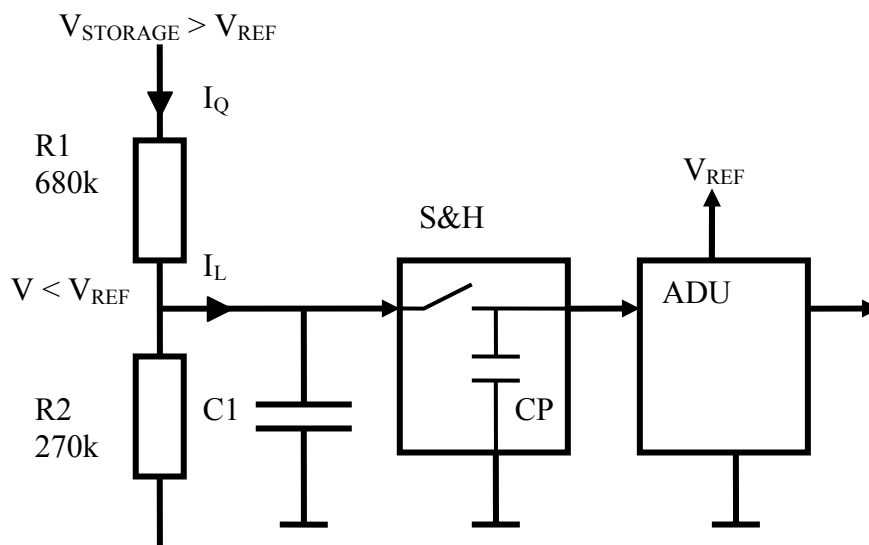 V_STORAGE > V_REF
I_Q
R1
680k
V_REF
S&H
I_L
V < V_REF
ADU
R2
270k
C1
CP